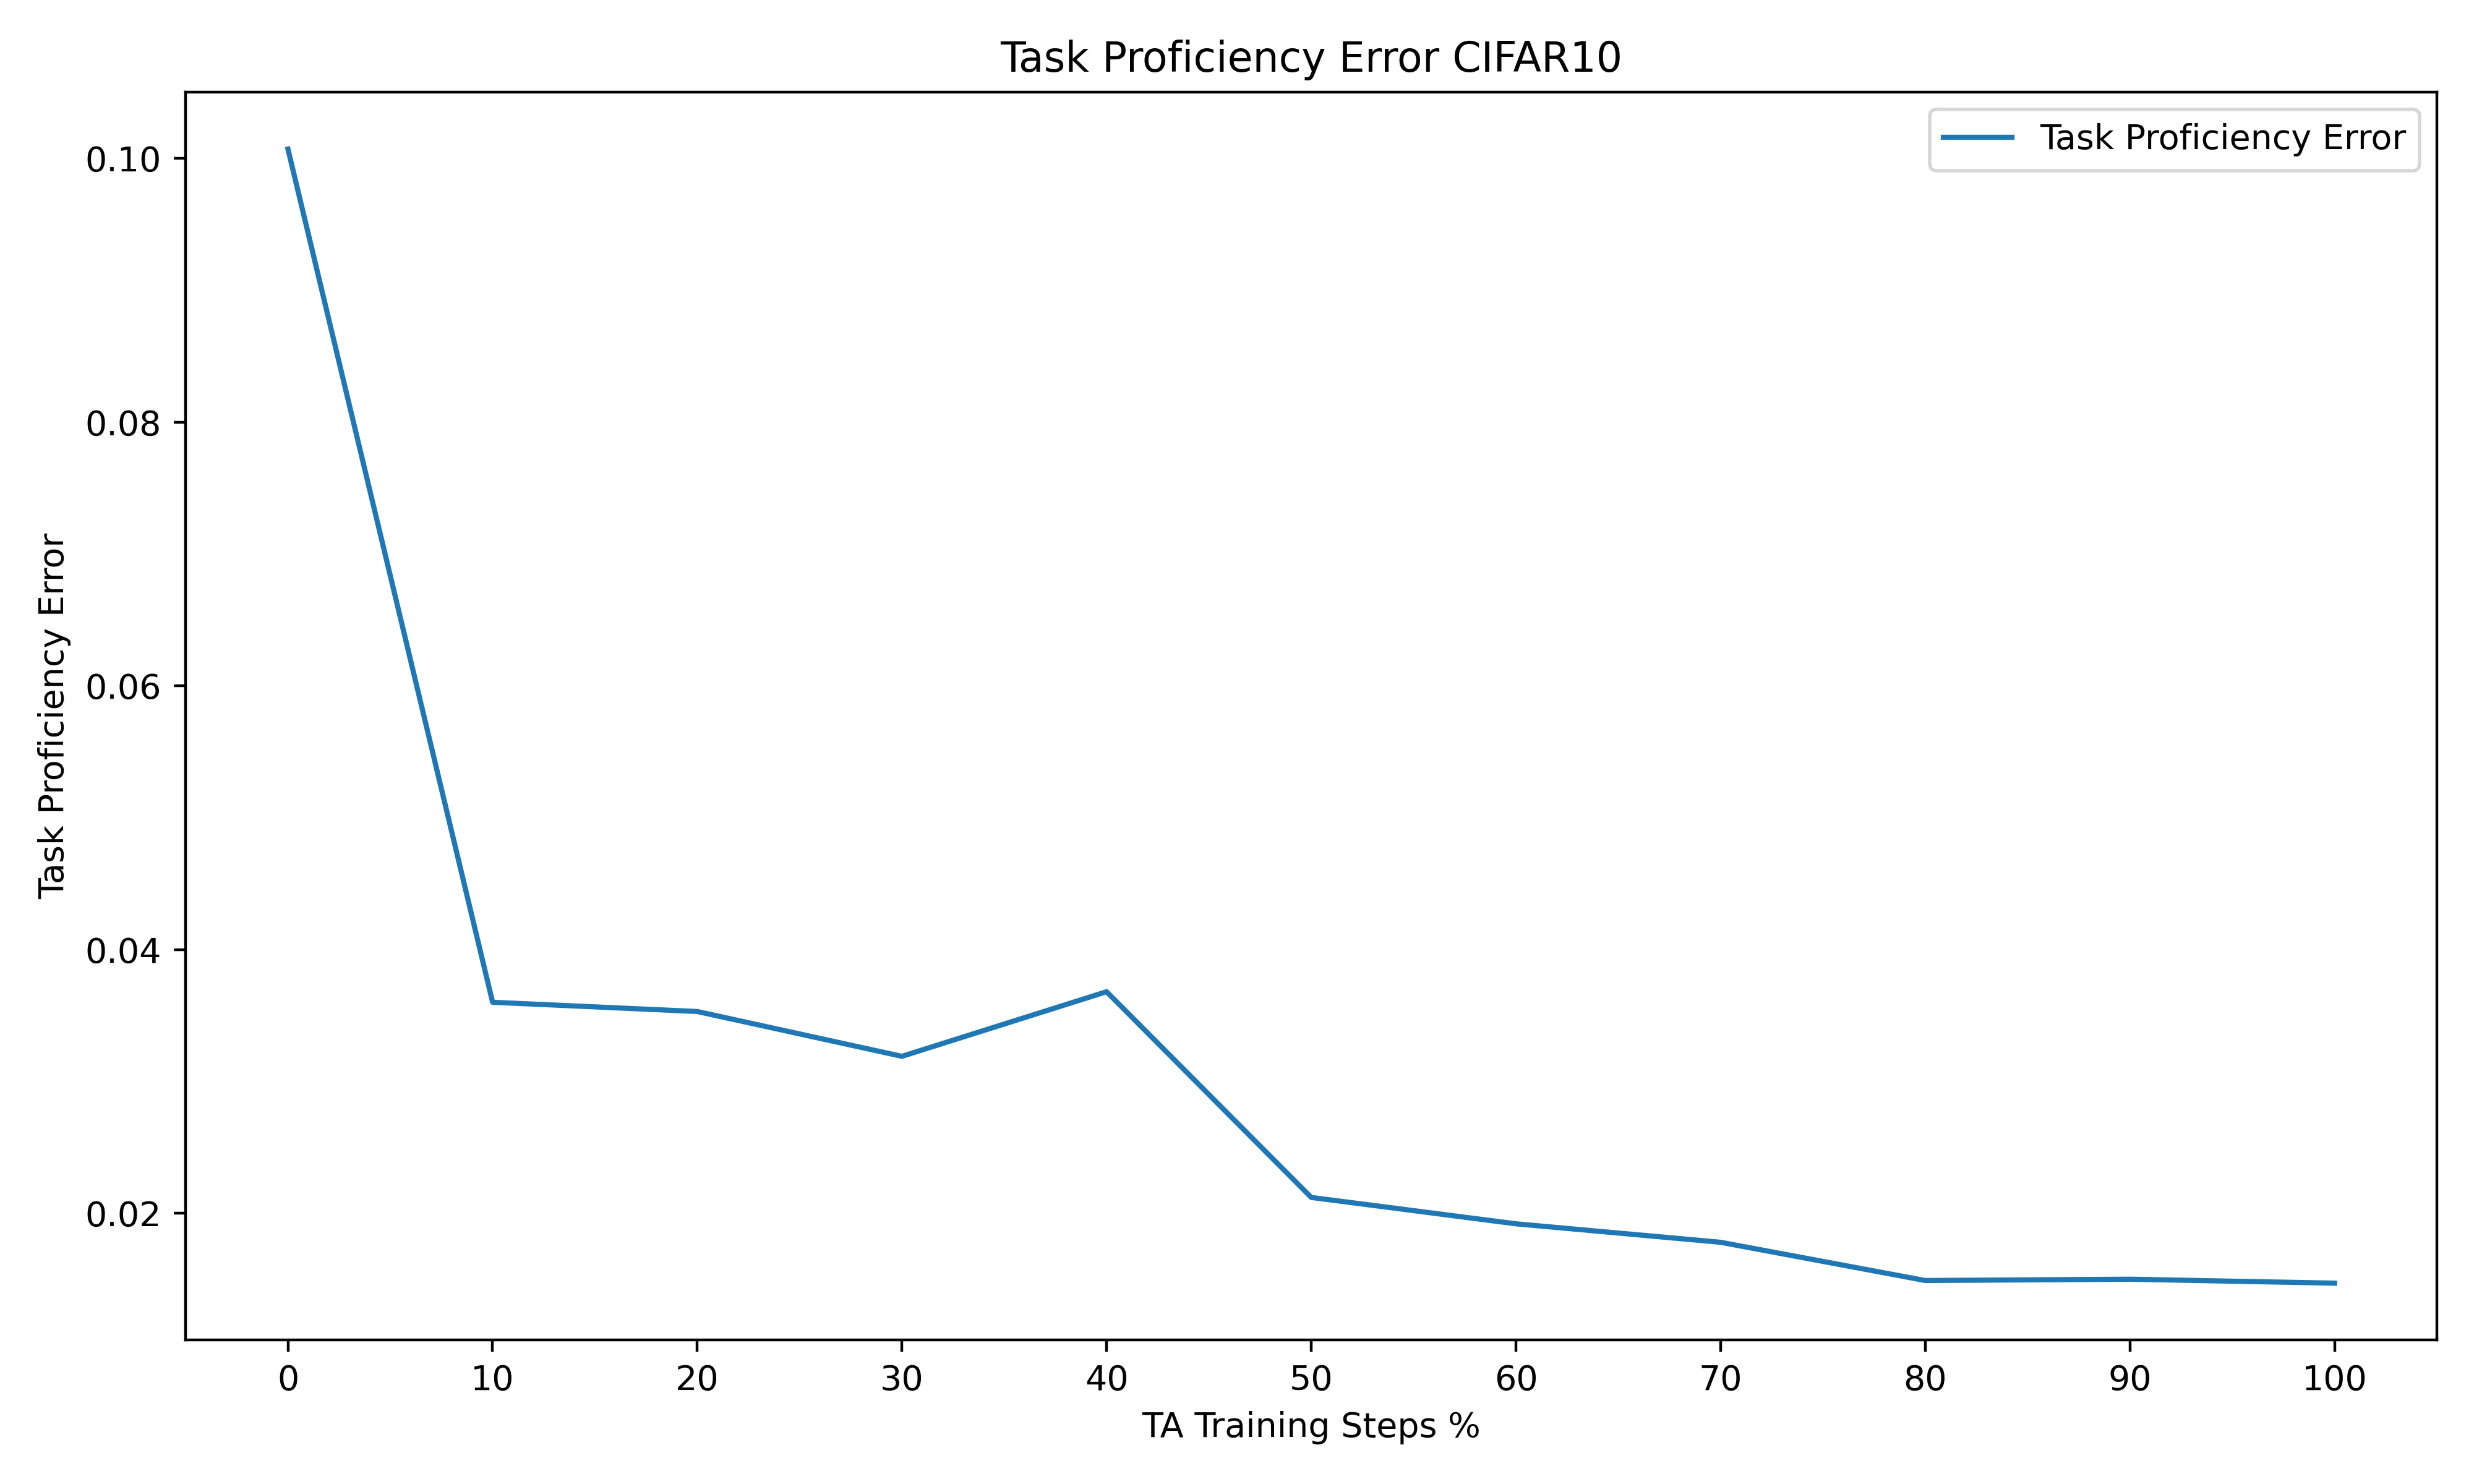 Task Proficiency Error CIFAR10
Task Proficiency Error
Task Proficiency Error
0.10
0.08
0.06
0.04
0.02
0 10 20 30 40 50 60 70 80 90 100
TA Training Steps %